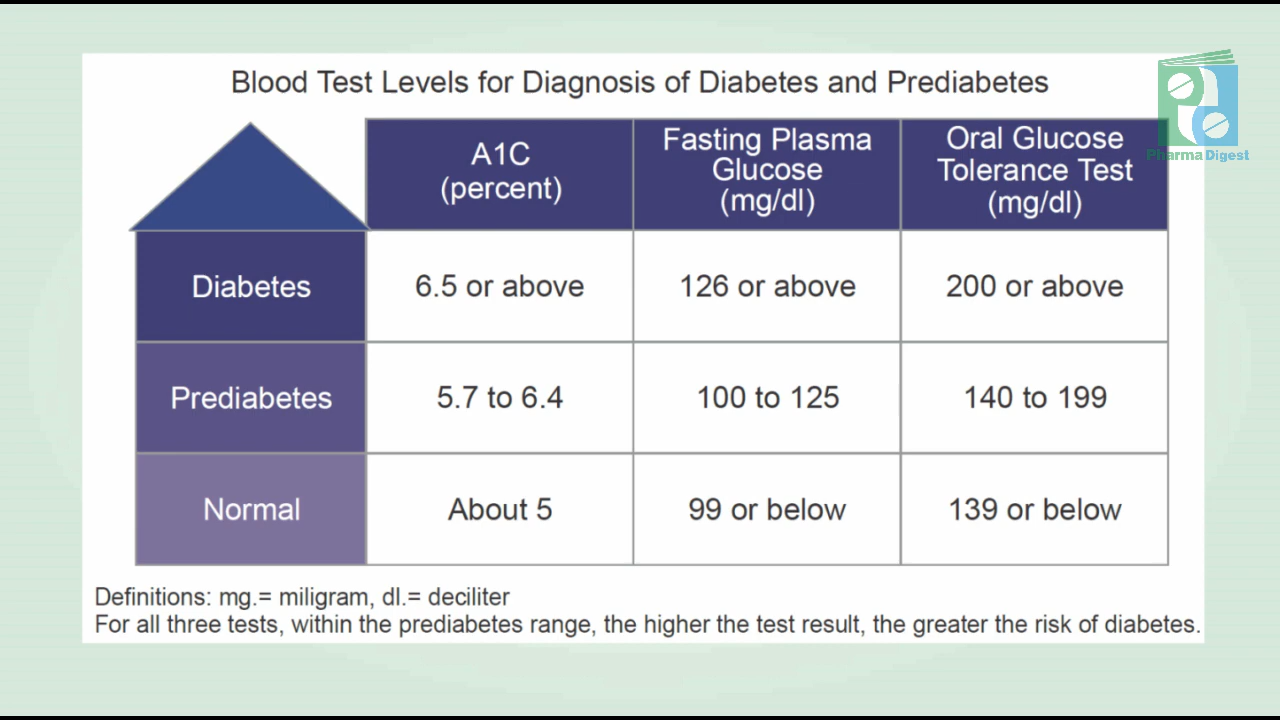 Blood Test Levels for Diagnosis of Diabetes and Prediabetes
Pharma Digest
A1C
(percent)
Fasting Plasma
Glucose
(mg/dl)
Oral Glucose
Tolerance Test
(mg/dl)
Diabetes
6.5 or above
126 or above
200 or above
Prediabetes
5.7 to 6.4
100 to 125
140 to 199
Normal
About 5
99 or below
139 or below
Definitions: mg.= miligram, dl.= deciliter
For all three tests, within the prediabetes range, the higher the test result, the greater the risk of diabetes.